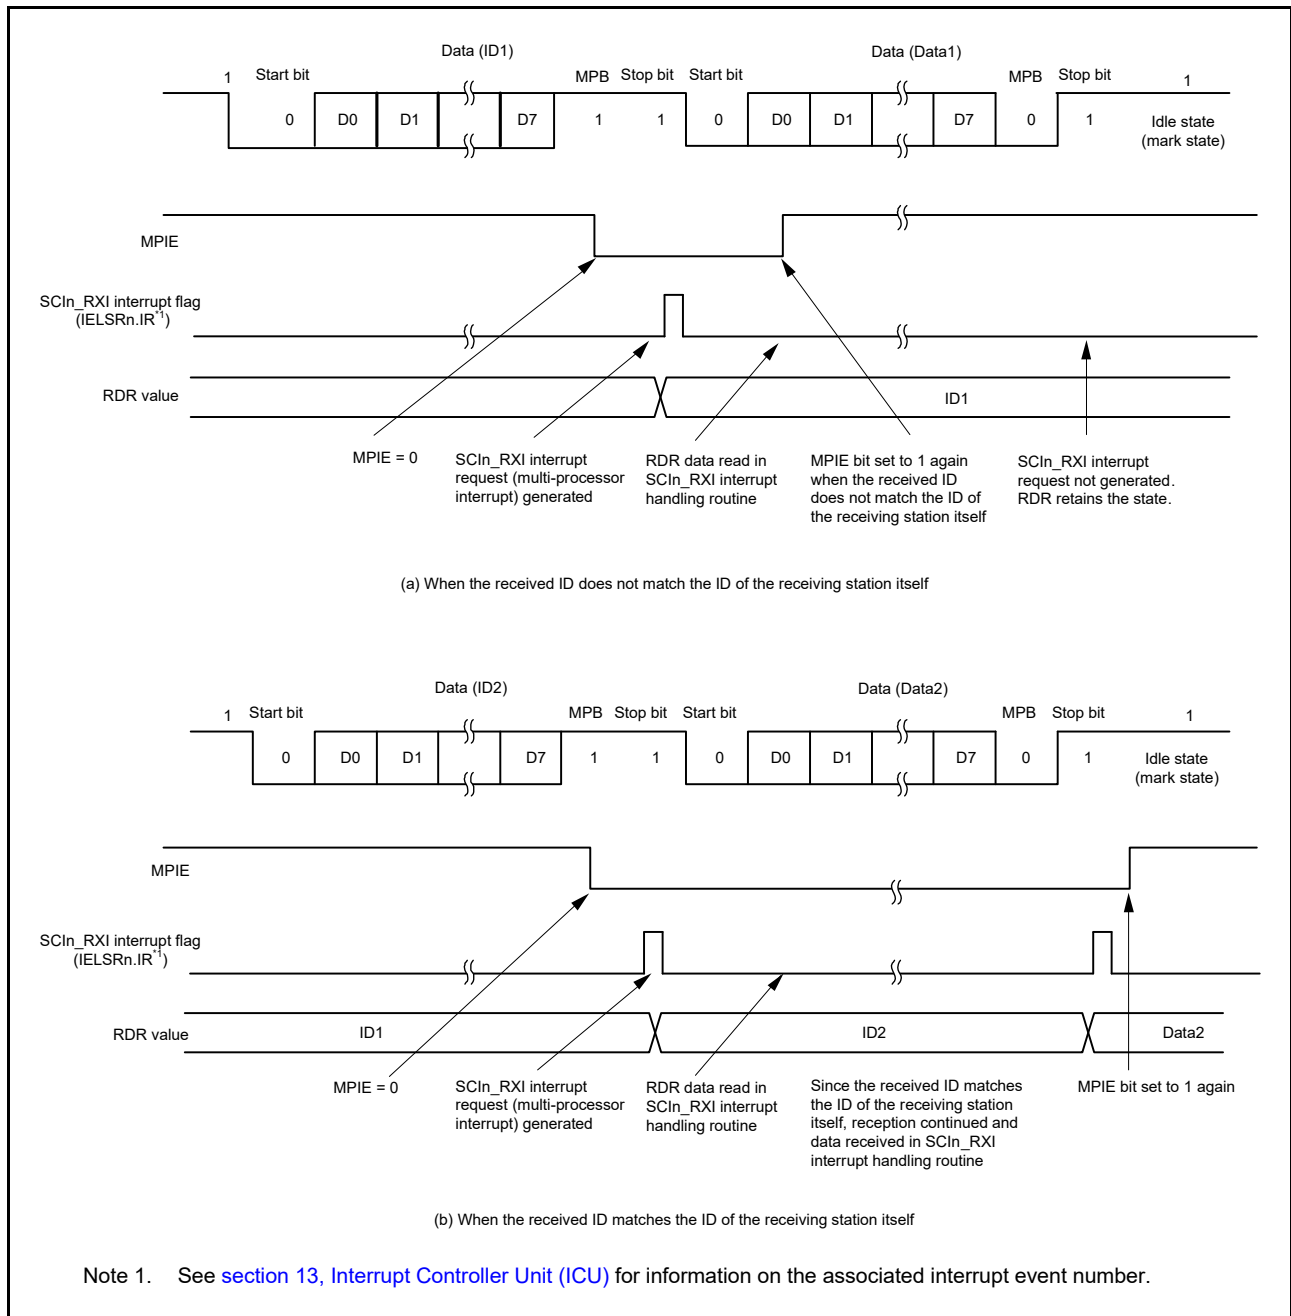 Data (ID1) Data (Data1)
1 Start bit MPB Stop bit Start bit MPB Stop bit 1
0 D0 D1 D7 1 1 0 D0 D1 D7 0 1 Idle state
(mark state)
MPIE
SCIn_RXI interrupt flag
(IELSRn.IR*1)
RDR value ID1
MPIE = 0
SCIn_RXI interrupt
request (multi-processor
interrupt) generated
RDR data read in
SCIn_RXI interrupt
handling routine
MPIE bit set to 1 again
when the received ID
does not match the ID of
the receiving station itself
SCIn_RXI interrupt
request not generated.
RDR retains the state.
(a) When the received ID does not match the ID of the receiving station itself
Data (ID2) Data (Data2)
1 Start bit MPB Stop bit Start bit MPB Stop bit 1
0 D0 D1 D7 1 1 0 D0 D1 D7 0 1 Idle state
(mark state)
MPIE
SCIn_RXI interrupt flag
(IELSRn.IR*1)
RDR value ID1 ID2 Data2
MPIE = 0
SCIn_RXI interrupt
request (multi-processor
interrupt) generated
RDR data read in
SCIn_RXI interrupt
handling routine
Since the received ID matches
the ID of the receiving station
itself, reception continued and
data received in SCIn_RXI
interrupt handling routine
MPIE bit set to 1 again
(b) When the received ID matches the ID of the receiving station itself
Note 1. See section 13, Interrupt Controller Unit (ICU) for information on the associated interrupt event number.